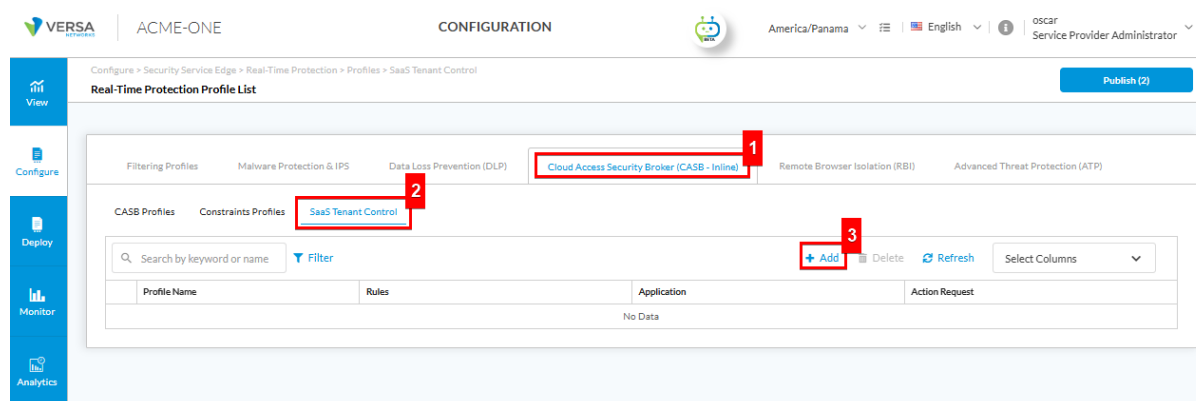 VERSA
NETWORKS
ACME-ONE
CONFIGURATION
BETA
America/Panama
English
oscar
Service Provider Administrator
Configure > Security Service Edge > Real-Time Protection > Profiles > SaaS Tenant Control
Real-Time Protection Profile List
Publish (2)
View
Configure
Deploy
Monitor
Analytics
1
Filtering Profiles Malware Protection & IPS Data Loss Prevention (DLP) Cloud Access Security Broker (CASB - Inline) Remote Browser Isolation (RBI) Advanced Threat Protection (ATP)
2
CASB Profiles Constraints Profiles SaaS Tenant Control
3
Search by keyword or name Filter + Add Delete Refresh Select Columns
Profile Name Rules Application Action Request
No Data